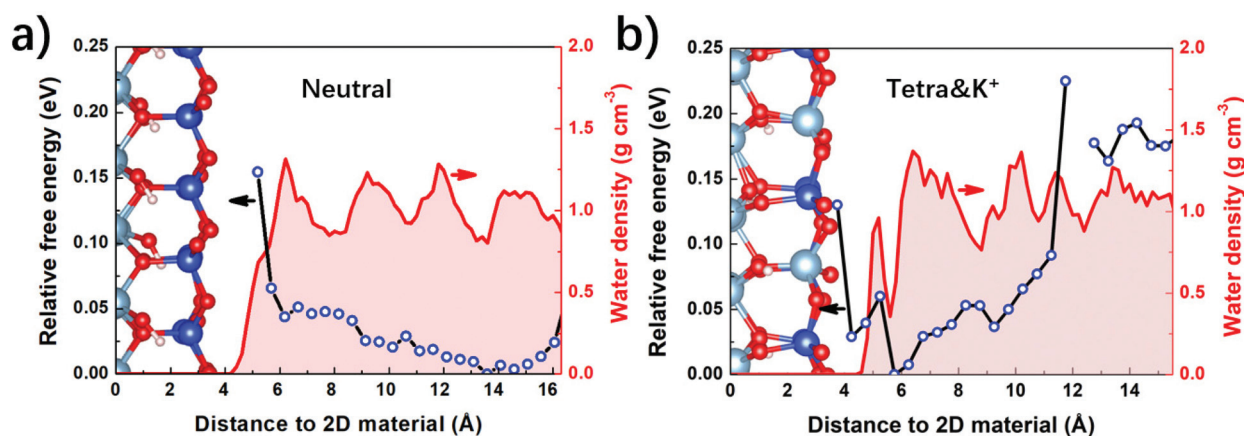 a)
Neutral
Relative free energy (eV)
0.25
0.20
0.15
0.10
0.05
0.00
0 2 4 6 8 10 12 14 16
Distance to 2D material (Å)
2.0
1.5
1.0
0.5
0.0
Water density (g cm⁻³)
b)
Tetra&K⁺
Relative free energy (eV)
0.25
0.20
0.15
0.10
0.05
0.00
0 2 4 6 8 10 12 14
Distance to 2D material (Å)
2.0
1.5
1.0
0.5
0.0
Water density (g cm⁻³)